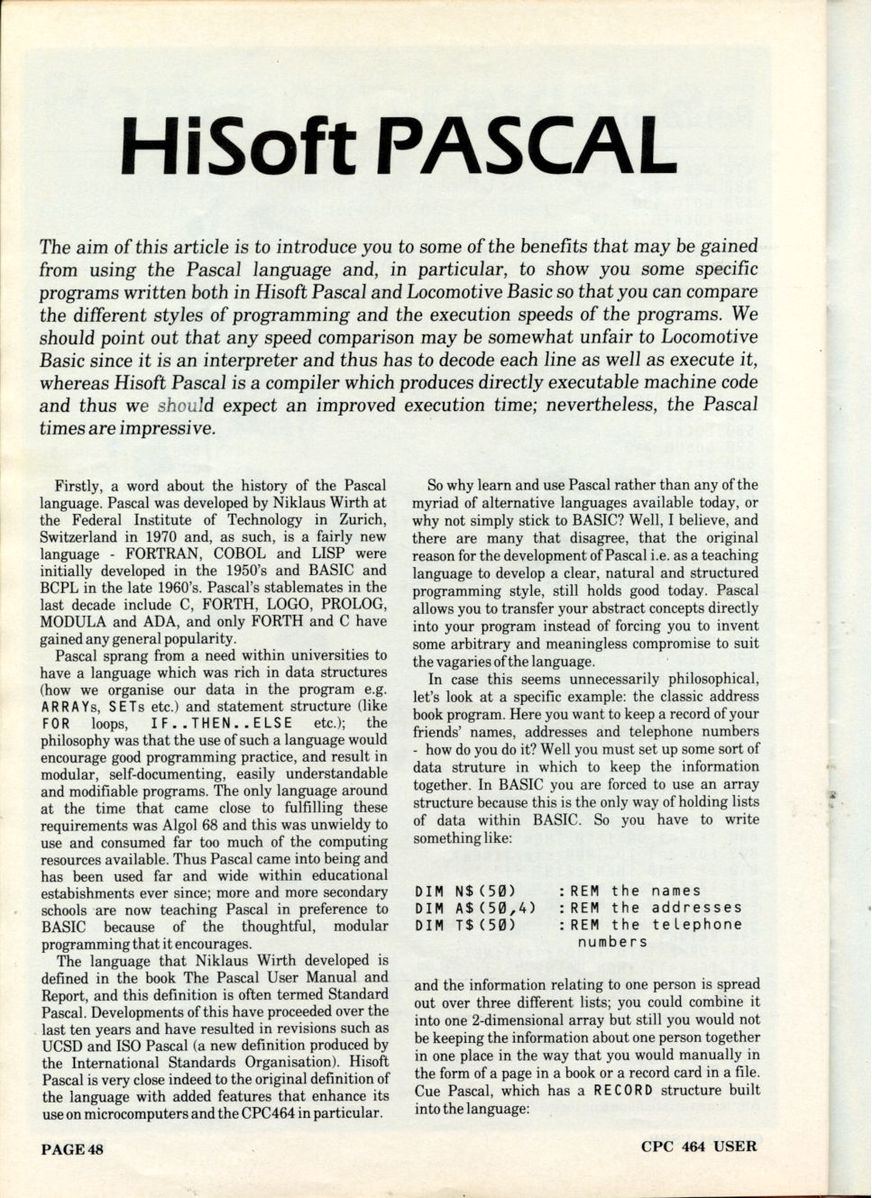 HiSoft PASCAL
The aim of this article is to introduce you to some of the benefits that may be gained
from using the Pascal language and, in particular, to show you some specific
programs written both in Hisoft Pascal and Locomotive Basic so that you can compare
the different styles of programming and the execution speeds of the programs. We
should point out that any speed comparison may be somewhat unfair to Locomotive
Basic since it is an interpreter and thus has to decode each line as well as execute it,
whereas Hisoft Pascal is a compiler which produces directly executable machine code
and thus we should expect an improved execution time; nevertheless, the Pascal
times are impressive.
Firstly, a word about the history of the Pascal
language. Pascal was developed by Niklaus Wirth at
the Federal Institute of Technology in Zurich,
Switzerland in 1970 and, as such, is a fairly new
language - FORTRAN, COBOL and LISP were
initially developed in the 1950's and BASIC and
BCPL in the late 1960's. Pascal's stablemates in the
last decade include C, FORTH, LOGO, PROLOG,
MODULA and ADA, and only FORTH and C have
gained any general popularity.
Pascal sprang from a need within universities to
have a language which was rich in data structures
(how we organise our data in the program e.g.
ARRAYs, SETs etc.) and statement structure (like
FOR loops, IF..THEN..ELSE etc.); the
philosophy was that the use of such a language would
encourage good programming practice, and result in
modular, self-documenting, easily understandable
and modifiable programs. The only language around
at the time that came close to fulfilling these
requirements was Algol 68 and this was unwieldy to
use and consumed far too much of the computing
resources available. Thus Pascal came into being and
has been used far and wide within educational
estabishments ever since; more and more secondary
schools are now teaching Pascal in preference to
BASIC because of the thoughtful, modular
programming that it encourages.
The language that Niklaus Wirth developed is
defined in the book The Pascal User Manual and
Report, and this definition is often termed Standard
Pascal. Developments of this have proceeded over the
last ten years and have resulted in revisions such as
UCSD and ISO Pascal (a new definition produced by
the International Standards Organisation). Hisoft
Pascal is very close indeed to the original definition of
the language with added features that enhance its
use on microcomputers and the CPC464 in particular.
So why learn and use Pascal rather than any of the
myriad of alternative languages available today, or
why not simply stick to BASIC? Well, I believe, and
there are many that disagree, that the original
reason for the development of Pascal i.e. as a teaching
language to develop a clear, natural and structured
programming style, still holds good today. Pascal
allows you to transfer your abstract concepts directly
into your program instead of forcing you to invent
some arbitrary and meaningless compromise to suit
the vagaries of the language.
In case this seems unnecessarily philosophical,
let's look at a specific example: the classic address
book program. Here you want to keep a record of your
friends' names, addresses and telephone numbers
- how do you do it? Well you must set up some sort of
data struture in which to keep the information
together. In BASIC you are forced to use an array
structure because this is the only way of holding lists
of data within BASIC. So you have to write
something like:
DIM N$(50) :REM the names
DIM A$(50,4) :REM the addresses
DIM T$(50) :REM the telephone
numbers
and the information relating to one person is spread
out over three different lists; you could combine it
into one 2-dimensional array but still you would not
be keeping the information about one person together
in one place in the way that you would manually in
the form of a page in a book or a record card in a file.
Cue Pascal, which has a RECORD structure built
into the language:
PAGE 48
CPC 464 USER